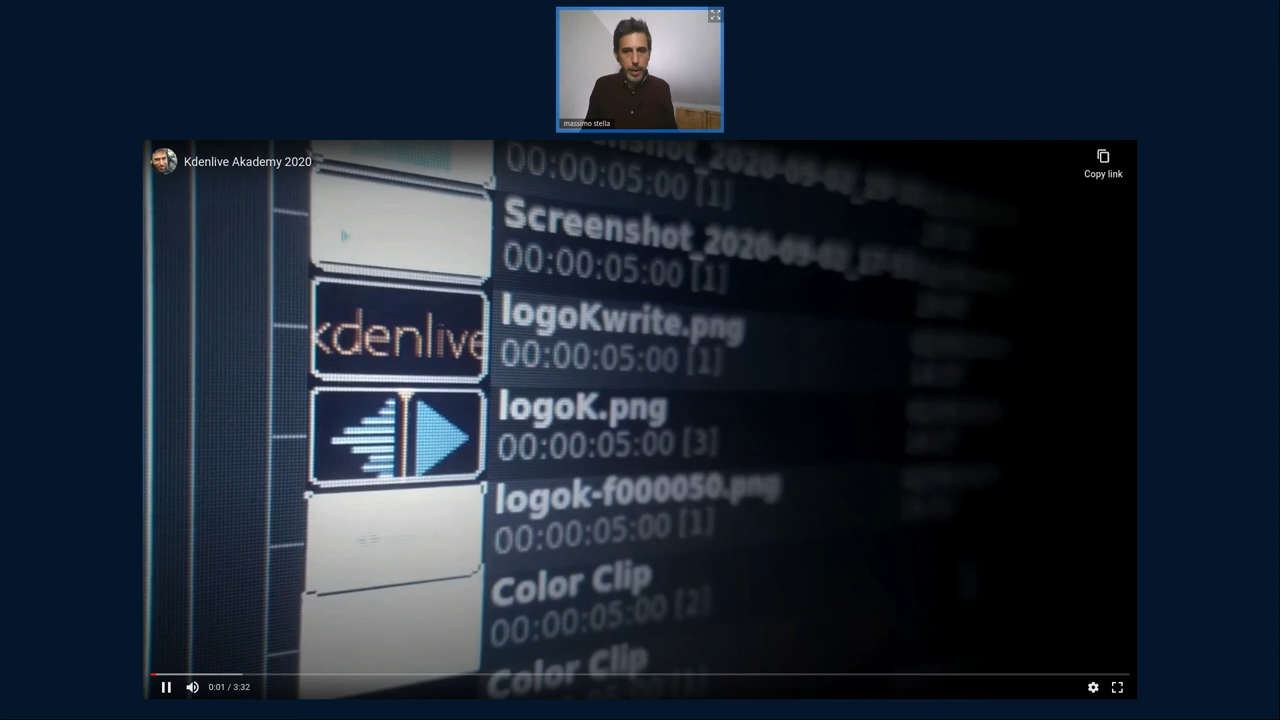 massimo stella
Kdenlive Akademy 2020
Copy link
00:00:05:00 [1]
Screenshot_2020-09-02_17
00:00:05:00 [1]
kdenlive
logoKwrite.png
00:00:05:00 [1]
logoK.png
00:00:05:00 [3]
logok-f000050.png
00:00:05:00 [1]
Color Clip
00:00:05:00 [2]
Color Clip
0:01 / 3:32